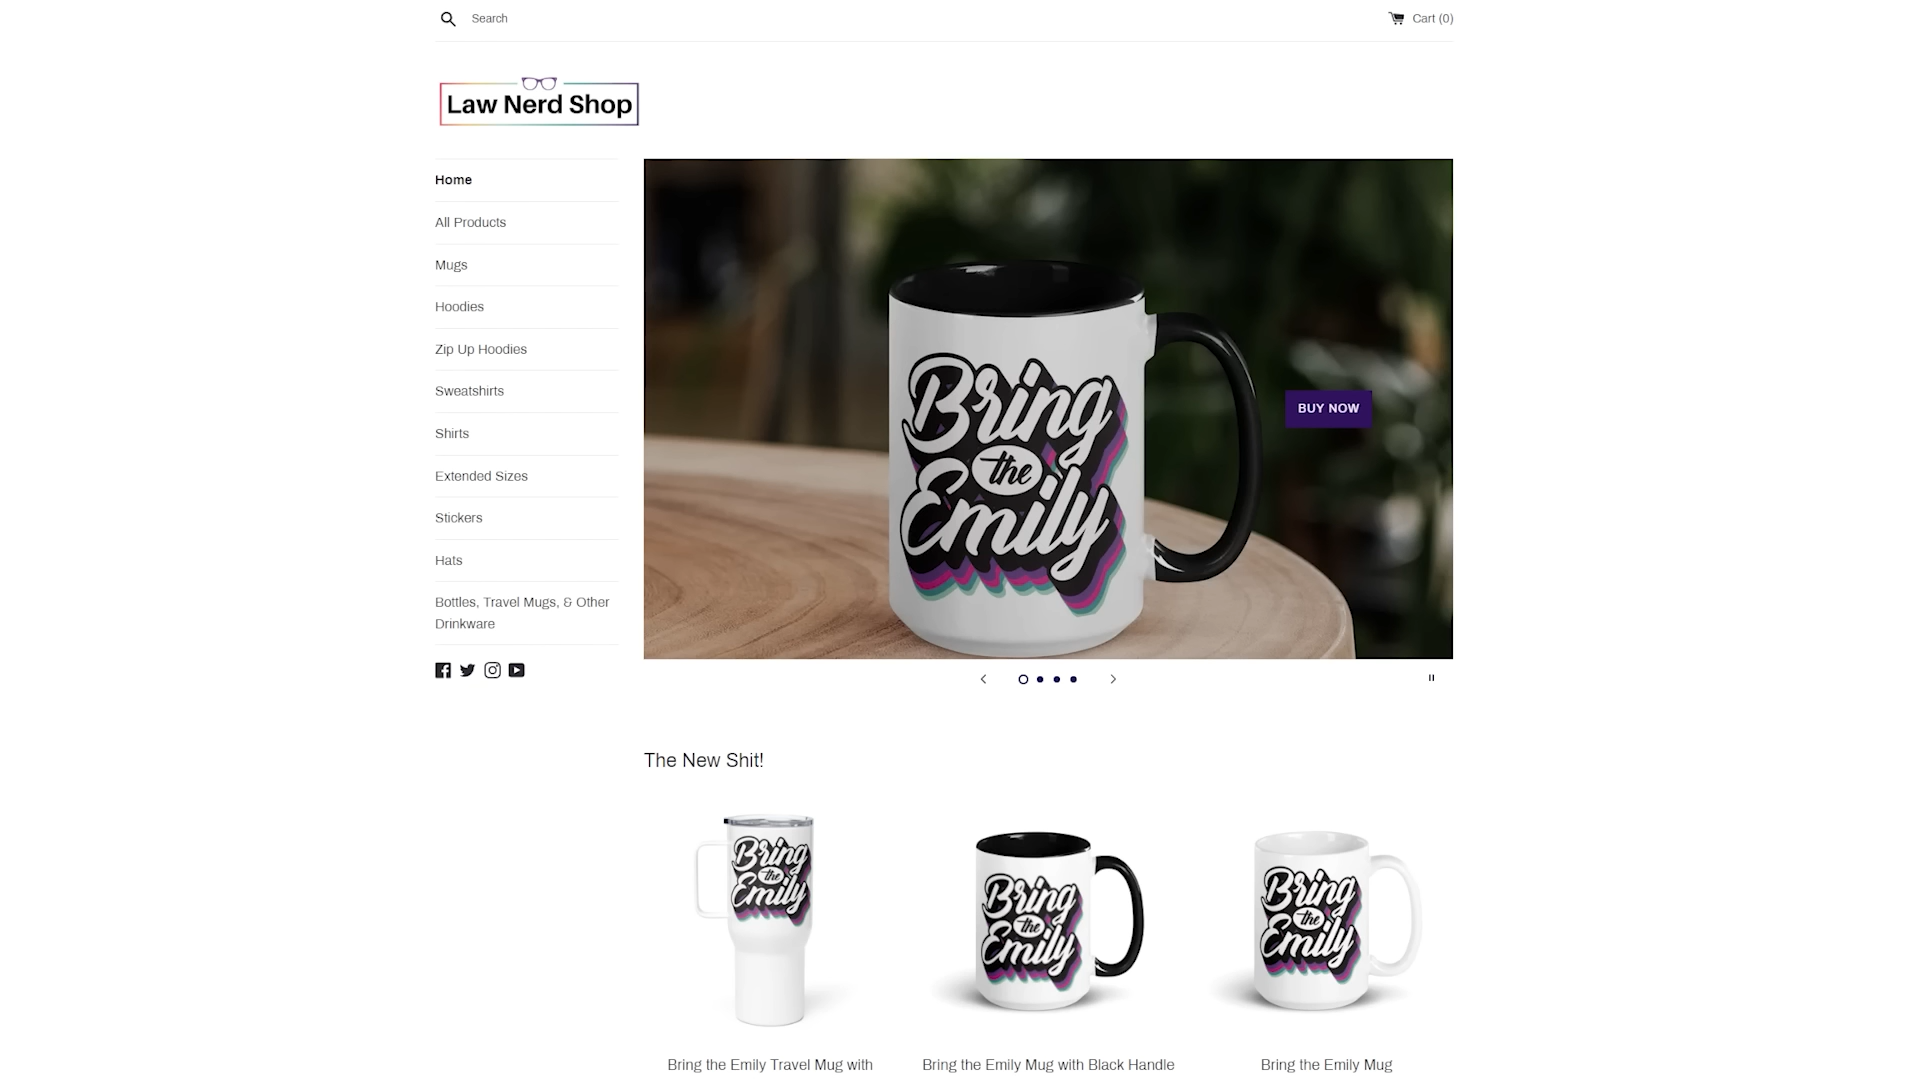 Search
Cart (0)
Law Nerd Shop
Home
All Products
Mugs
Hoodies
Zip Up Hoodies
Sweatshirts
Shirts
Extended Sizes
Stickers
Hats
Bottles, Travel Mugs, & Other
Drinkware
Bring
the
Emily
BUY NOW
The New Shit!
Bring
the
Emily
Bring
the
Emily
Bring
the
Emily
Bring the Emily Travel Mug with
Bring the Emily Mug with Black Handle
Bring the Emily Mug